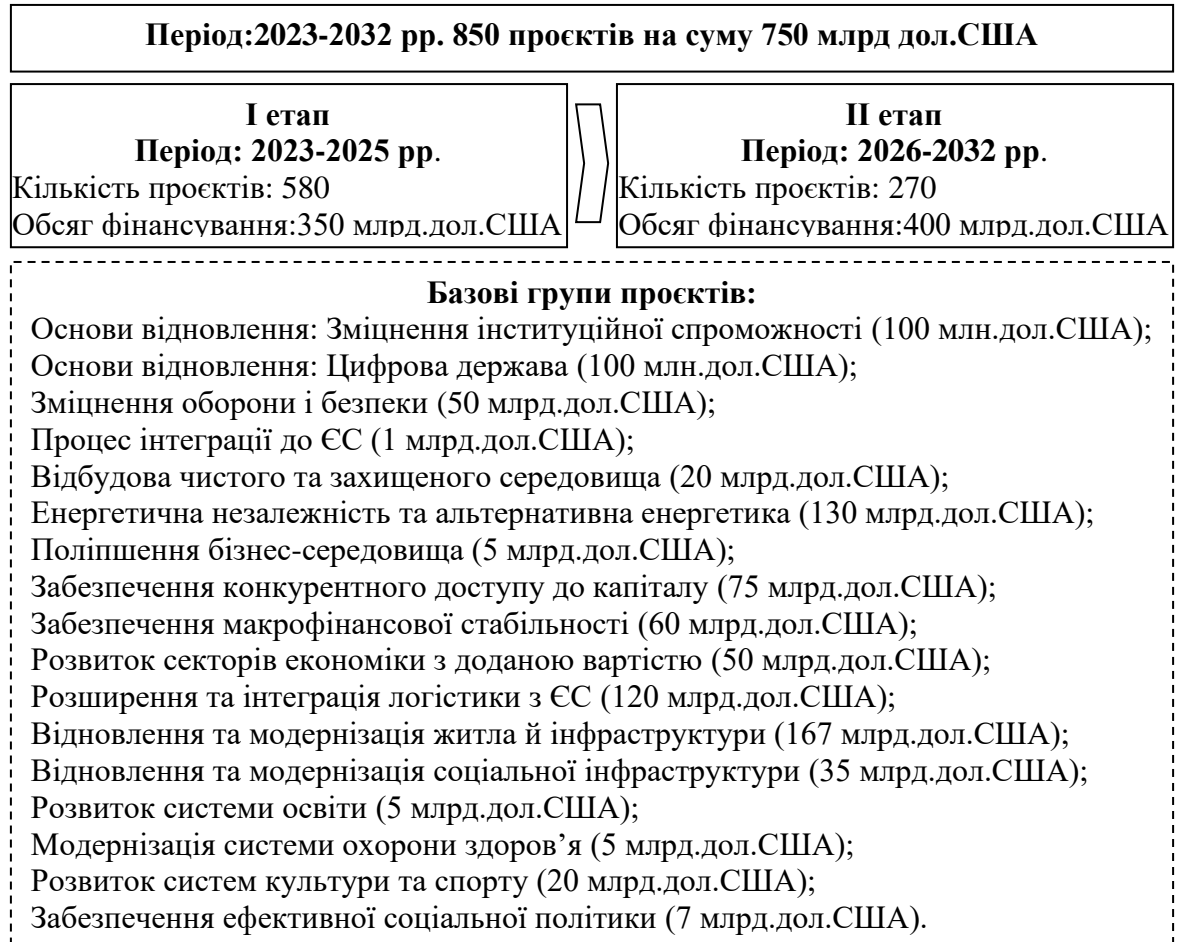 Період:2023-2032 рр. 850 проєктів на суму 750 млрд дол.США
І етап
Період: 2023-2025 рр.
Кількість проєктів: 580
Обсяг фінансування:350 млрд.дол.США
ІІ етап
Період: 2026-2032 рр.
Кількість проєктів: 270
Обсяг фінансування:400 млрд.дол.США
Базові групи проєктів:
Основи відновлення: Зміцнення інституційної спроможності (100 млн.дол.США);
Основи відновлення: Цифрова держава (100 млн.дол.США);
Зміцнення оборони і безпеки (50 млрд.дол.США);
Процес інтеграції до ЄС (1 млрд.дол.США);
Відбудова чистого та захищеного середовища (20 млрд.дол.США);
Енергетична незалежність та альтернативна енергетика (130 млрд.дол.США);
Поліпшення бізнес-середовища (5 млрд.дол.США);
Забезпечення конкурентного доступу до капіталу (75 млрд.дол.США);
Забезпечення макрофінансової стабільності (60 млрд.дол.США);
Розвиток секторів економіки з доданою вартістю (50 млрд.дол.США);
Розширення та інтеграція логістики з ЄС (120 млрд.дол.США);
Відновлення та модернізація житла й інфраструктури (167 млрд.дол.США);
Відновлення та модернізація соціальної інфраструктури (35 млрд.дол.США);
Розвиток системи освіти (5 млрд.дол.США);
Модернізація системи охорони здоров’я (5 млрд.дол.США);
Розвиток систем культури та спорту (20 млрд.дол.США);
Забезпечення ефективної соціальної політики (7 млрд.дол.США).